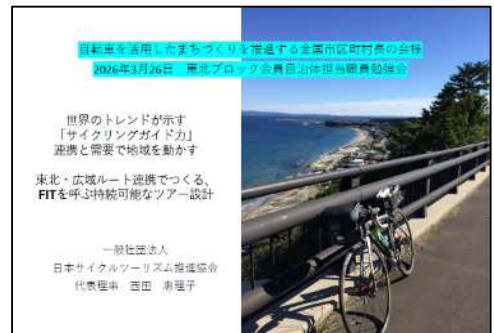 自転車を活用したまちづくりを推進する全国市区町村長の会様
2026年3月26日　東北ブロック会員自治体担当職員勉強会
世界のトレンドが示す
「サイクリングガイド力」
連携と需要で地域を動かす
東北・広域ルート連携でつくる、
FITを呼ぶ持続可能なツアー設計
一般社団法人
日本サイクルツーリズム推進協会
代表理事　西田　恵理子